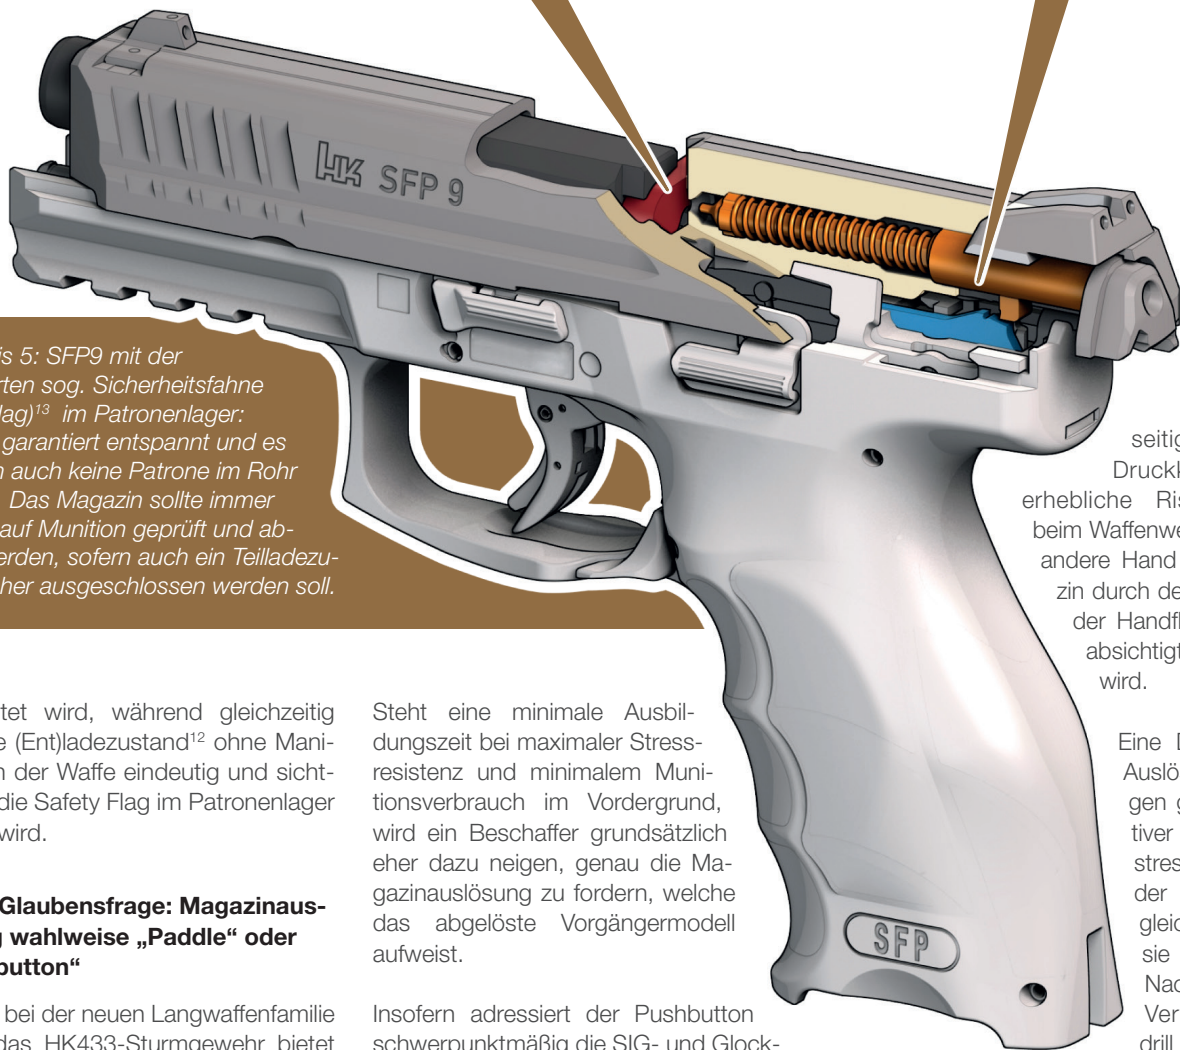 HK SFP 9
is 5: SFP9 mit der
rten sog. Sicherheitsfahne
lag)¹³ im Patronenlager:
garantiert entspannt und es
n auch keine Patrone im Rohr
. Das Magazin sollte immer
auf Munition geprüft und ab-
erden, sofern auch ein Teilladezu-
her ausgeschlossen werden soll.
tet wird, während gleichzeitig
e (Ent)ladezustand¹² ohne Mani-
n der Waffe eindeutig und sicht-
die Safety Flag im Patronenlager
wird.
Glaubensfrage: Magazinaus-
g wahlweise „Paddle“ oder
button“
bei der neuen Langwaffenfamilie
das HK433-Sturmgewehr bietet
Steht eine minimale Ausbil-
dungszeit bei maximaler Stress-
resistenz und minimalem Muni-
tionsverbrauch im Vordergrund,
wird ein Beschaffer grundsätzlich
eher dazu neigen, genau die Ma-
gazinauslösung zu fordern, welche
das abgelöste Vorgängermodell
aufweist.
Insofern adressiert der Pushbutton
schwerpunktmäßig die SIG- und Glock-
SFP
seitig
Druckk
erhebliche Ris
beim Waffenwe
andere Hand
zin durch de
der Handfl
absichtigt
wird.
Eine D
Auslö
gen g
tiver
stres
der
gleic
sie
Nac
Ver
drill